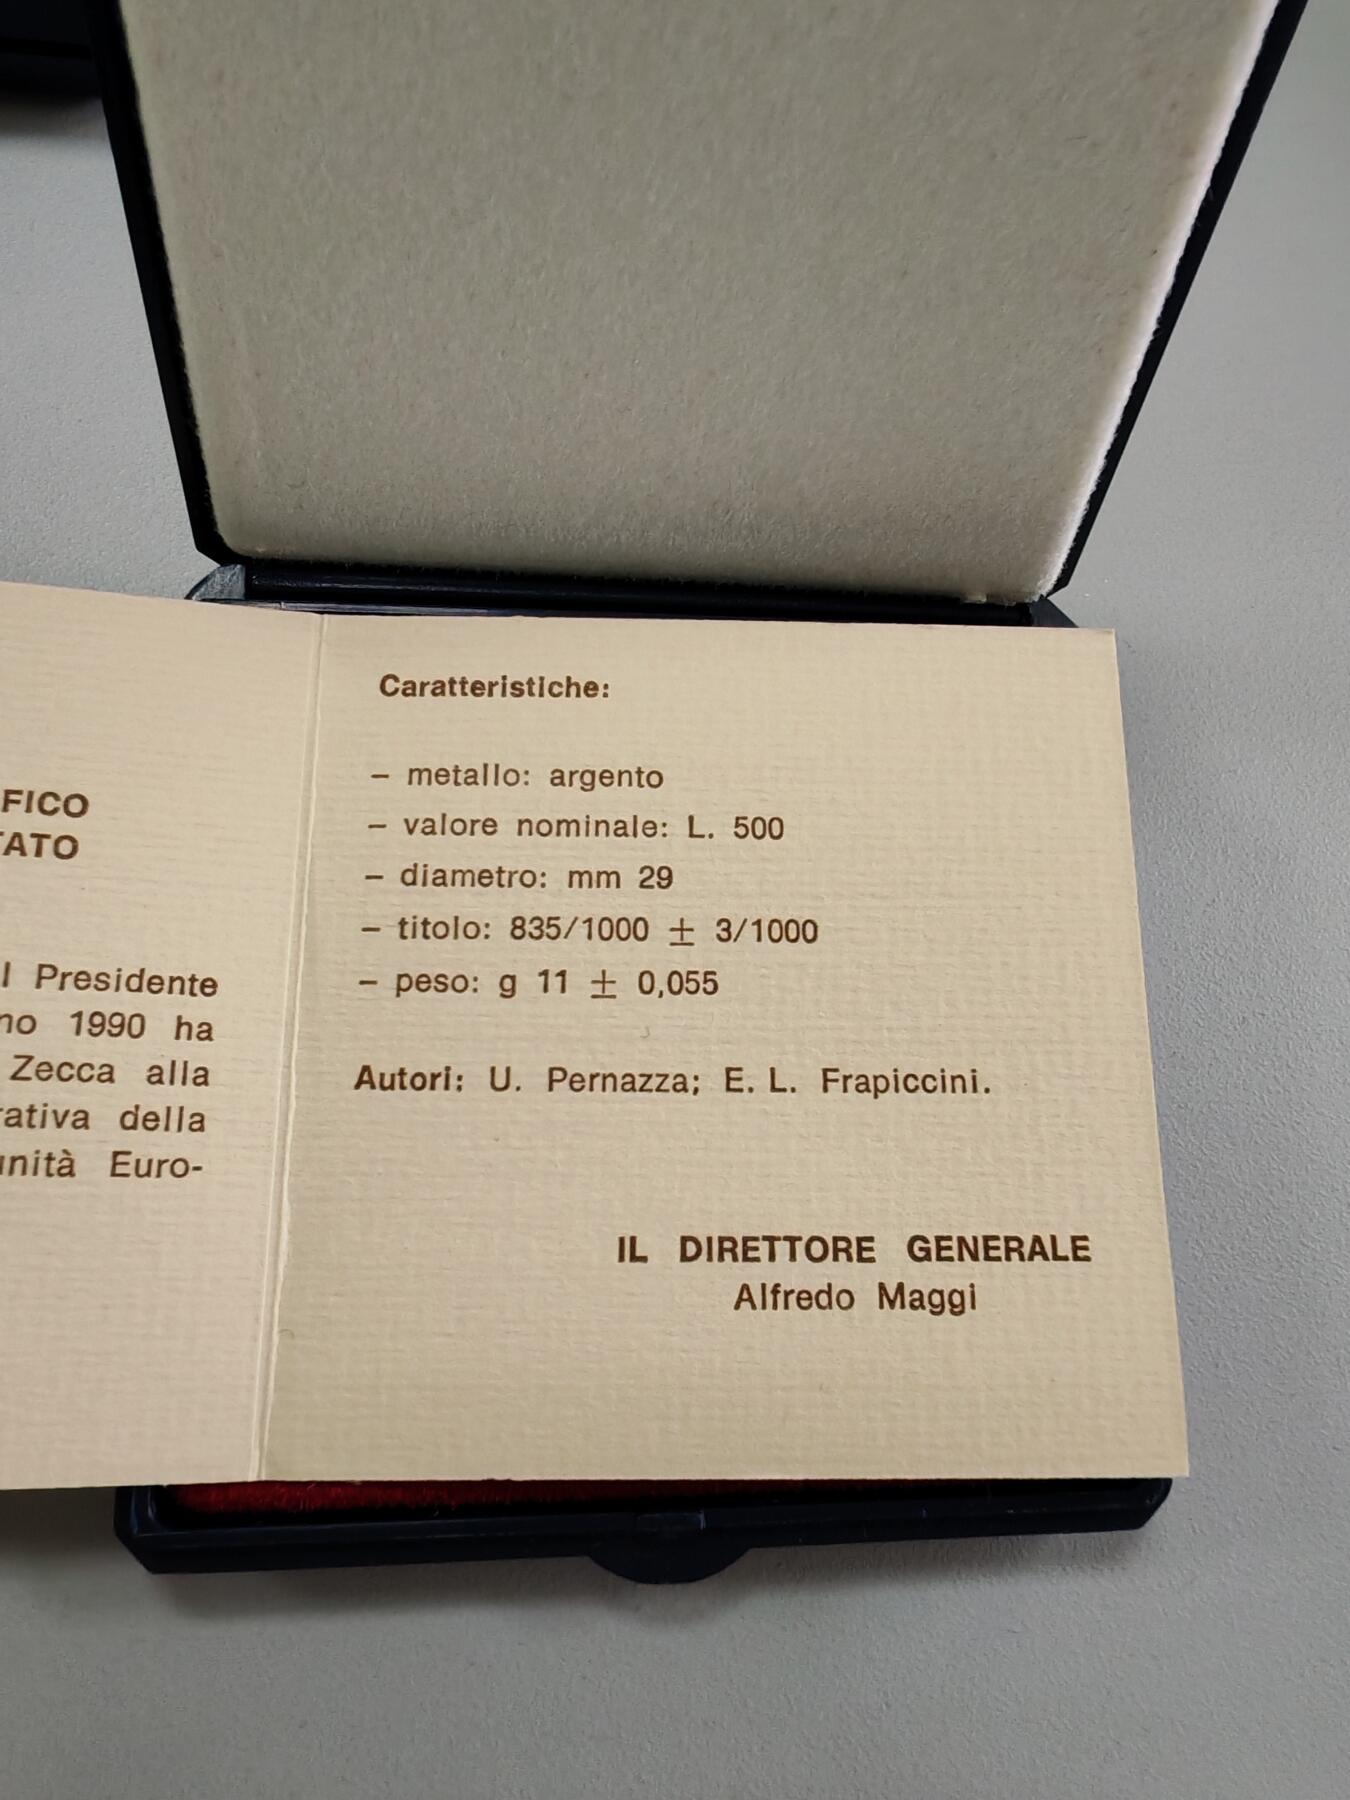 FICO
TATO
l Presidente
no 1990 ha
Zecca alla
rativa della
unità Euro-
Caratteristiche:
– metallo: argento
– valore nominale: L. 500
– diametro: mm 29
– titolo: 835/1000 ± 3/1000
– peso: g 11 ± 0,055
Autori: U. Pernazza; E. L. Frapiccini.
IL DIRETTORE GENERALE
Alfredo Maggi